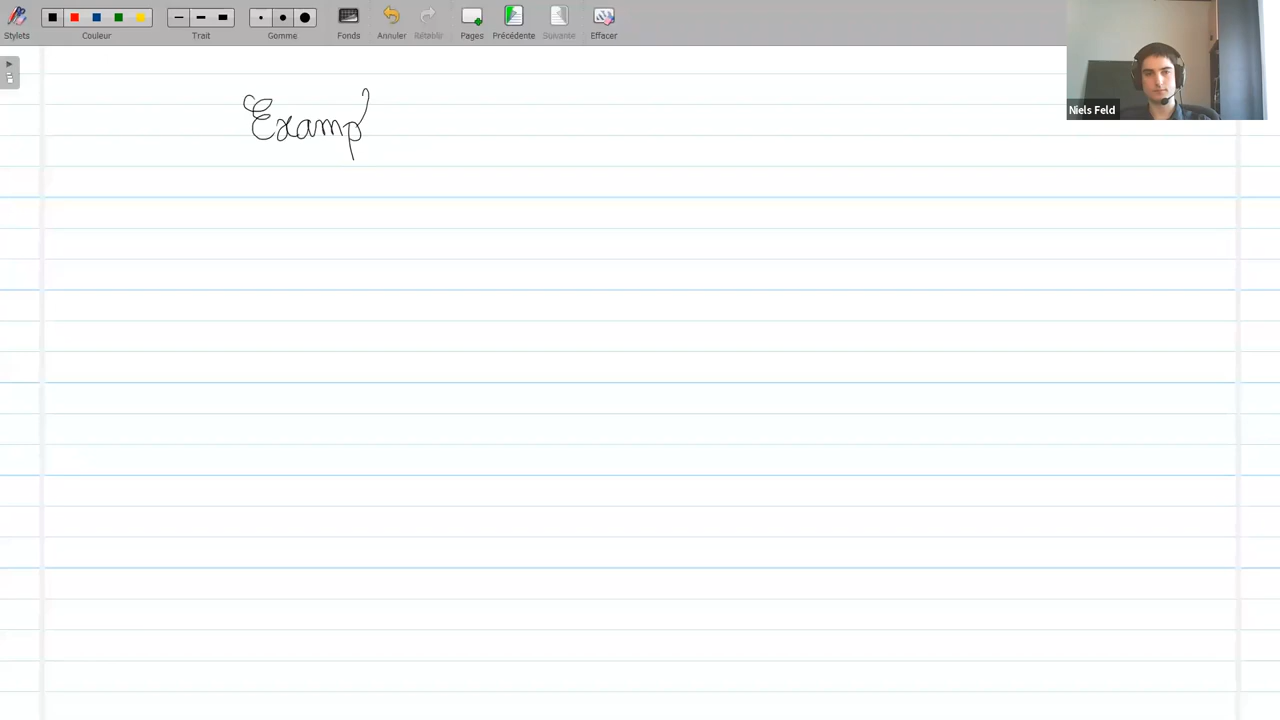 Stylets
Couleur
Trait
Gomme
Fonds
Annuler
Rétablir
Pages
Précédente
Suivante
Effacer
Niels Feld
Examp